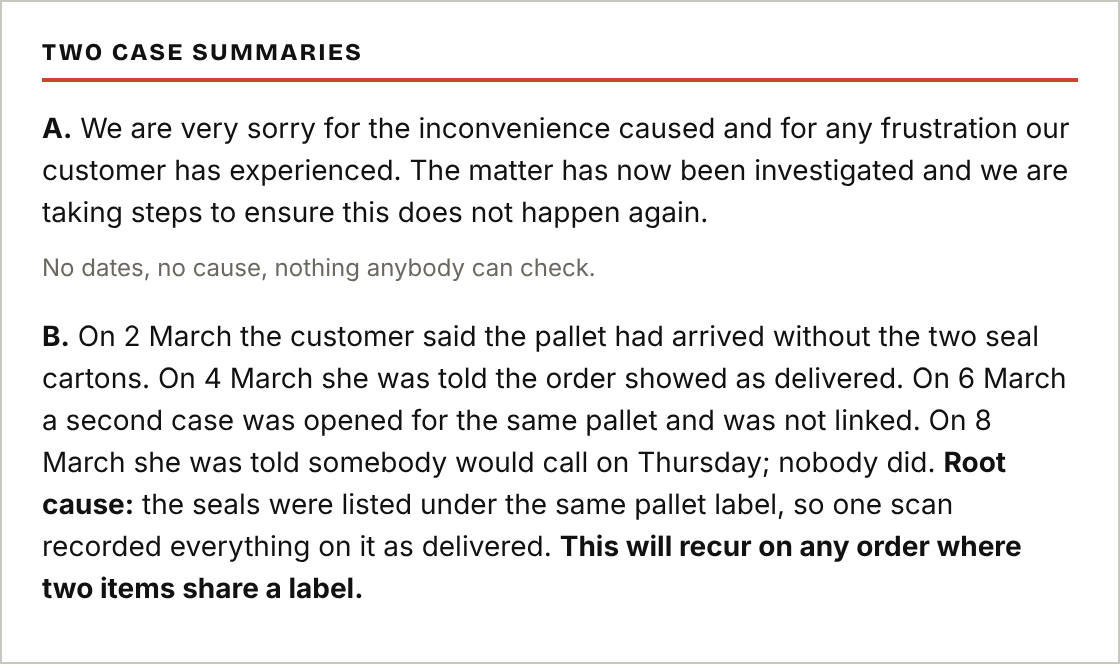 TWO CASE SUMMARIES
A. We are very sorry for the inconvenience caused and for any frustration our
customer has experienced. The matter has now been investigated and we are
taking steps to ensure this does not happen again.
No dates, no cause, nothing anybody can check.
B. On 2 March the customer said the pallet had arrived without the two seal
cartons. On 4 March she was told the order showed as delivered. On 6 March
a second case was opened for the same pallet and was not linked. On 8
March she was told somebody would call on Thursday; nobody did. Root
cause: the seals were listed under the same pallet label, so one scan
recorded everything on it as delivered. This will recur on any order where
two items share a label.